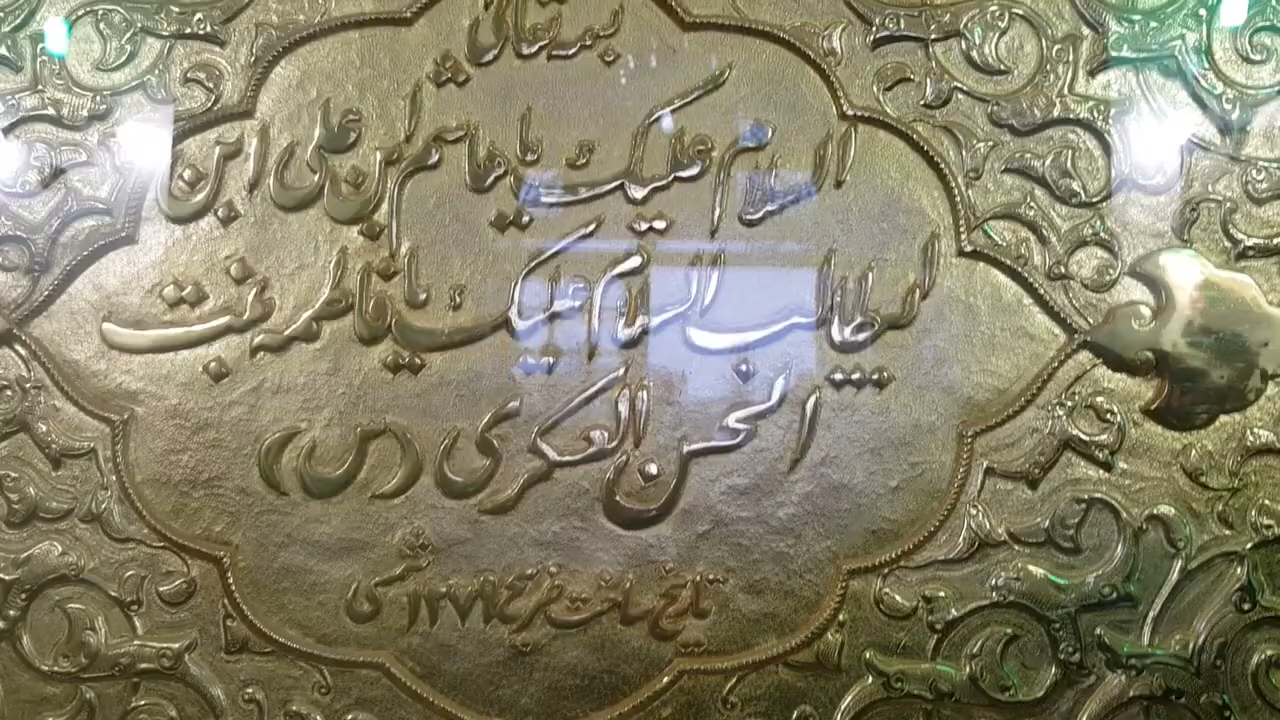 بسمه تعالی
السلام علیک یا هاشم ابن علی ابن
ابیطالب السلام علیک یا فاطمه بنت
الحسن العسکری (س)
تاریخ ساخت ضریح ۱۳۷۹ شمسی